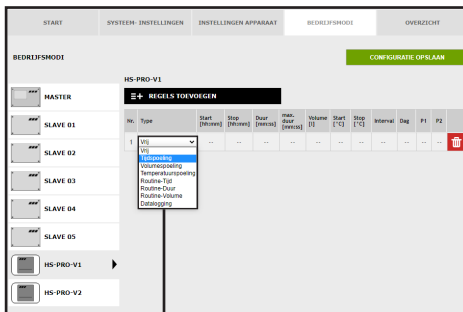 START SYSTEEM- INSTELLINGEN INSTELLINGEN APPARAAT BEDRIJFSMODI OVERZICHT
BEDRIJFSMODI CONFIGURATIE OPSLAAN
HS-PRO-V1
REGELS TOEVOEGEN
Nr. Type Start [hh:mm] Stop [hh:mm] Duur [mm:ss] max. duur [mm:ss] Volume [l] Start [°C] Stop [°C] Interval Dag P1 P2
1 Vrij -- -- -- -- -- -- -- -- -- -- --
Vrij
Tijdspoeling
Volumespoeling
Temperatuurspoeling
Routine-Tijd
Routine-Duur
Routine-Volume
Datalogging
MASTER
SLAVE 01
SLAVE 02
SLAVE 03
SLAVE 04
SLAVE 05
HS-PRO-V1
HS-PRO-V2